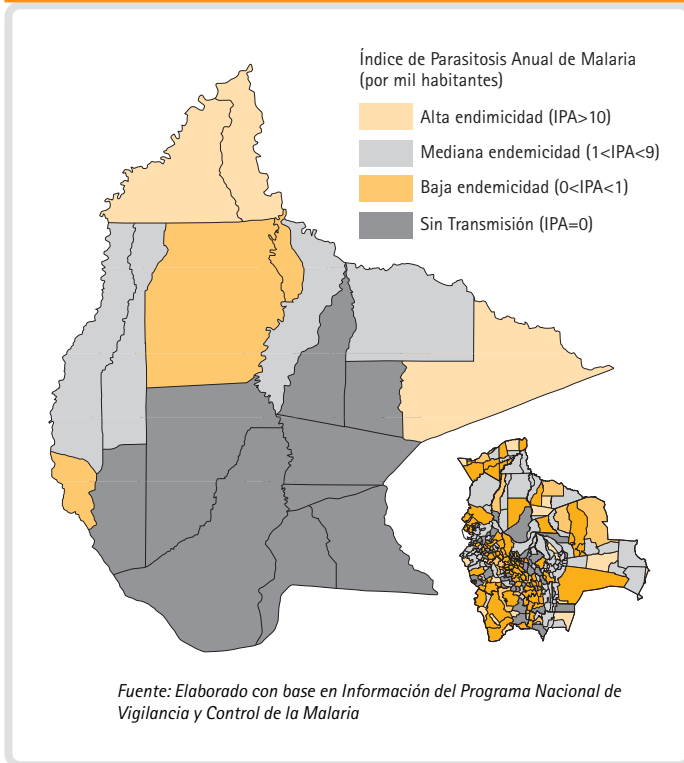 Índice de Parasitosis Anual de Malaria
(por mil habitantes)
Alta endimicidad (IPA>10)
Mediana endemicidad (1<IPA<9)
Baja endemicidad (0<IPA<1)
Sin Transmisión (IPA=0)
Fuente: Elaborado con base en Información del Programa Nacional de
Vigilancia y Control de la Malaria